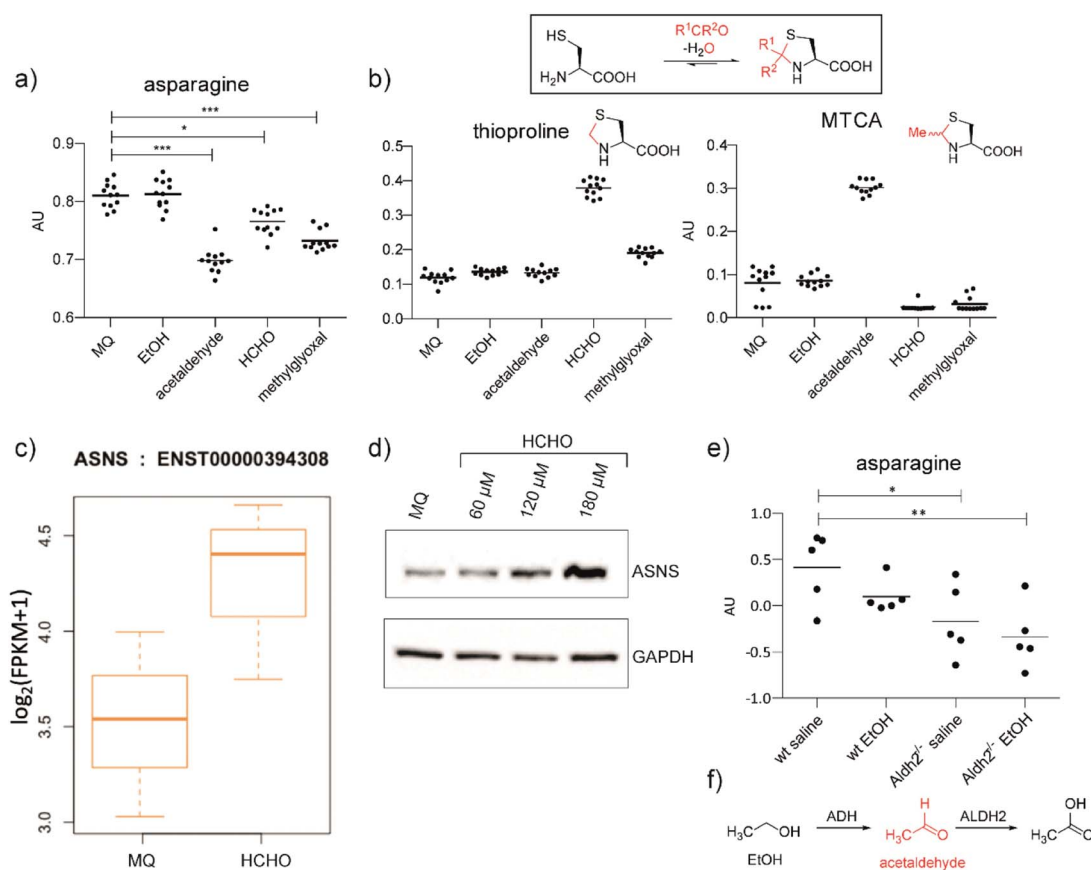 HS
H₂N
COOH
R¹CR²O
-H₂O
R¹
R²
S
NH
COOH
a)
asparagine
***
*
***
0.9
0.8
0.7
0.6
AU
MQ
EtOH
acetaldehyde
HCHO
methylglyoxal
b)
thioproline
S
NH
COOH
0.4
0.3
0.2
0.1
0.0
MQ
EtOH
acetaldehyde
HCHO
methylglyoxal
MTCA
Me
S
NH
COOH
AU
0.4
0.3
0.2
0.1
0.0
MQ
EtOH
acetaldehyde
HCHO
methylglyoxal
c)
ASNS : ENST00000394308
log₂(FPKM+1)
4.5
4.0
3.5
3.0
MQ
HCHO
d)
HCHO
MQ
60 µM
120 µM
180 µM
ASNS
GAPDH
e)
asparagine
*
**
AU
1.0
0.5
0.0
-0.5
-1.0
wt saline
wt EtOH
Aldh2⁻/⁻ saline
Aldh2⁻/⁻ EtOH
f)
H₃C
OH
EtOH
ADH
H₃C
H
O
acetaldehyde
ALDH2
H₃C
OH
O